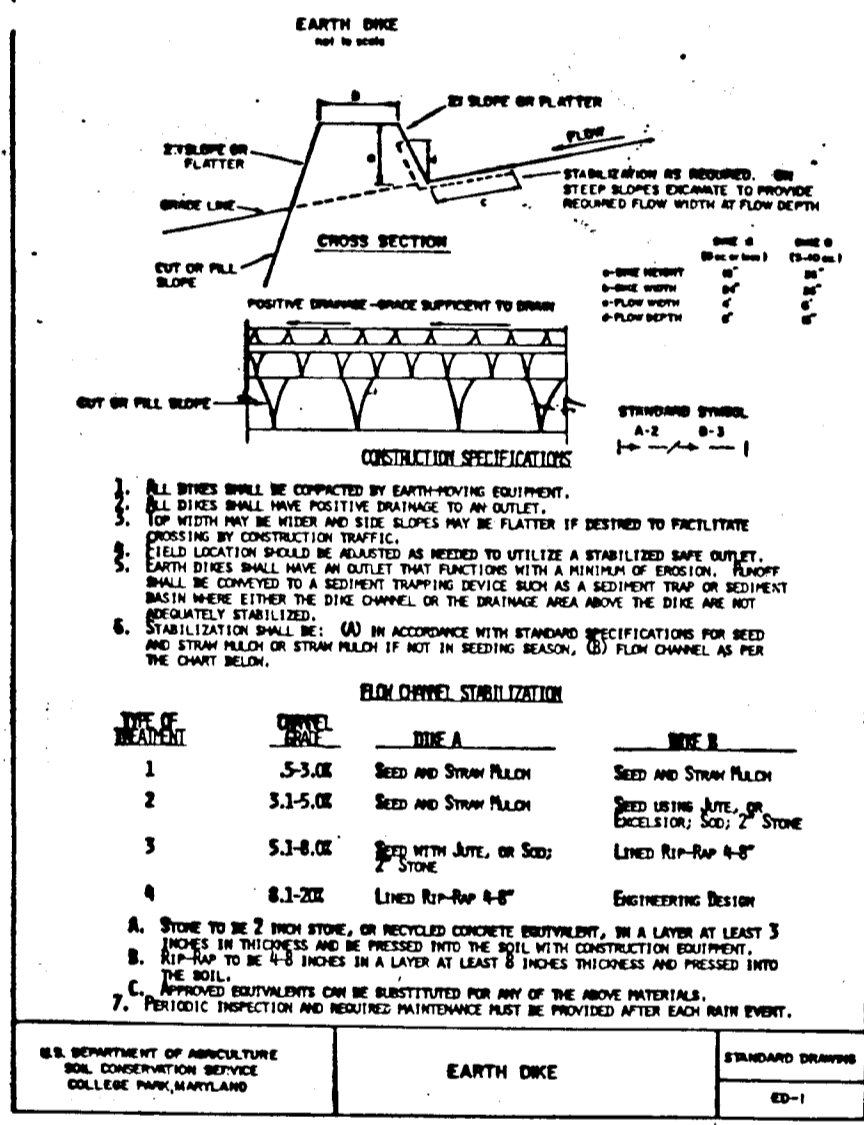 EARTH DIKE
not to scale
b
2:1 SLOPE OR FLATTER
2:1 SLOPE OR
FLATTER
FLOW
a
d
STABILIZATION AS REQUIRED. ON
STEEP SLOPES EXCAVATE TO PROVIDE
REQUIRED FLOW WIDTH AT FLOW DEPTH
c
GRADE LINE
CROSS SECTION
CUT OR FILL
SLOPE
DIKE A DIKE B
(5 ac. or less) (5-10 ac.)
a-DIKE HEIGHT 18" 36"
b-DIKE WIDTH 24" 36"
c-FLOW WIDTH 4' 6'
d-FLOW DEPTH
POSITIVE DRAINAGE-GRADE SUFFICIENT TO DRAIN
CUT OR FILL SLOPE
STANDARD SYMBOL
A-2 B-3
CONSTRUCTION SPECIFICATIONS
1. ALL DIKES SHALL BE COMPACTED BY EARTH-MOVING EQUIPMENT.
2. ALL DIKES SHALL HAVE POSITIVE DRAINAGE TO AN OUTLET.
3. TOP WIDTH MAY BE WIDER AND SIDE SLOPES MAY BE FLATTER IF DESIRED TO FACILITATE
CROSSING BY CONSTRUCTION TRAFFIC.
4. FIELD LOCATION SHOULD BE ADJUSTED AS NEEDED TO UTILIZE A STABILIZED SAFE OUTLET.
5. EARTH DIKES SHALL HAVE AN OUTLET THAT FUNCTIONS WITH A MINIMUM OF EROSION. RUNOFF
SHALL BE CONVEYED TO A SEDIMENT TRAPPING DEVICE SUCH AS A SEDIMENT TRAP OR SEDIMENT
BASIN WHERE EITHER THE DIKE CHANNEL OR THE DRAINAGE AREA ABOVE THE DIKE ARE NOT
ADEQUATELY STABILIZED.
6. STABILIZATION SHALL BE: (A) IN ACCORDANCE WITH STANDARD SPECIFICATIONS FOR SEED
AND STRAW MULCH OR STRAW MULCH IF NOT IN SEEDING SEASON, (B) FLOW CHANNEL AS PER
THE CHART BELOW.
FLOW CHANNEL STABILIZATION
TYPE OF
TREATMENT
CHANNEL
GRADE
DIKE A DIKE B
1 .5-3.0% SEED AND STRAW MULCH SEED AND STRAW MULCH
2 3.1-5.0% SEED AND STRAW MULCH SEED USING JUTE, OR
EXCELSIOR; SOD; 2" STONE
3 5.1-8.0% SEED WITH JUTE, OR SOD; LINED RIP-RAP 4-8"
2" STONE
4 8.1-20% LINED RIP-RAP 4-8" ENGINEERING DESIGN
A. STONE TO BE 2 INCH STONE, OR RECYCLED CONCRETE EQUIVALENT, IN A LAYER AT LEAST 3
INCHES IN THICKNESS AND BE PRESSED INTO THE SOIL WITH CONSTRUCTION EQUIPMENT.
B. RIP-RAP TO BE 4-8 INCHES IN A LAYER AT LEAST 8 INCHES THICKNESS AND PRESSED INTO
THE SOIL.
C. APPROVED EQUIVALENTS CAN BE SUBSTITUTED FOR ANY OF THE ABOVE MATERIALS.
7. PERIODIC INSPECTION AND REQUIRED MAINTENANCE MUST BE PROVIDED AFTER EACH RAIN EVENT.
U.S. DEPARTMENT OF AGRICULTURE
SOIL CONSERVATION SERVICE
COLLEGE PARK, MARYLAND
EARTH DIKE
STANDARD DRAWING
ED-1